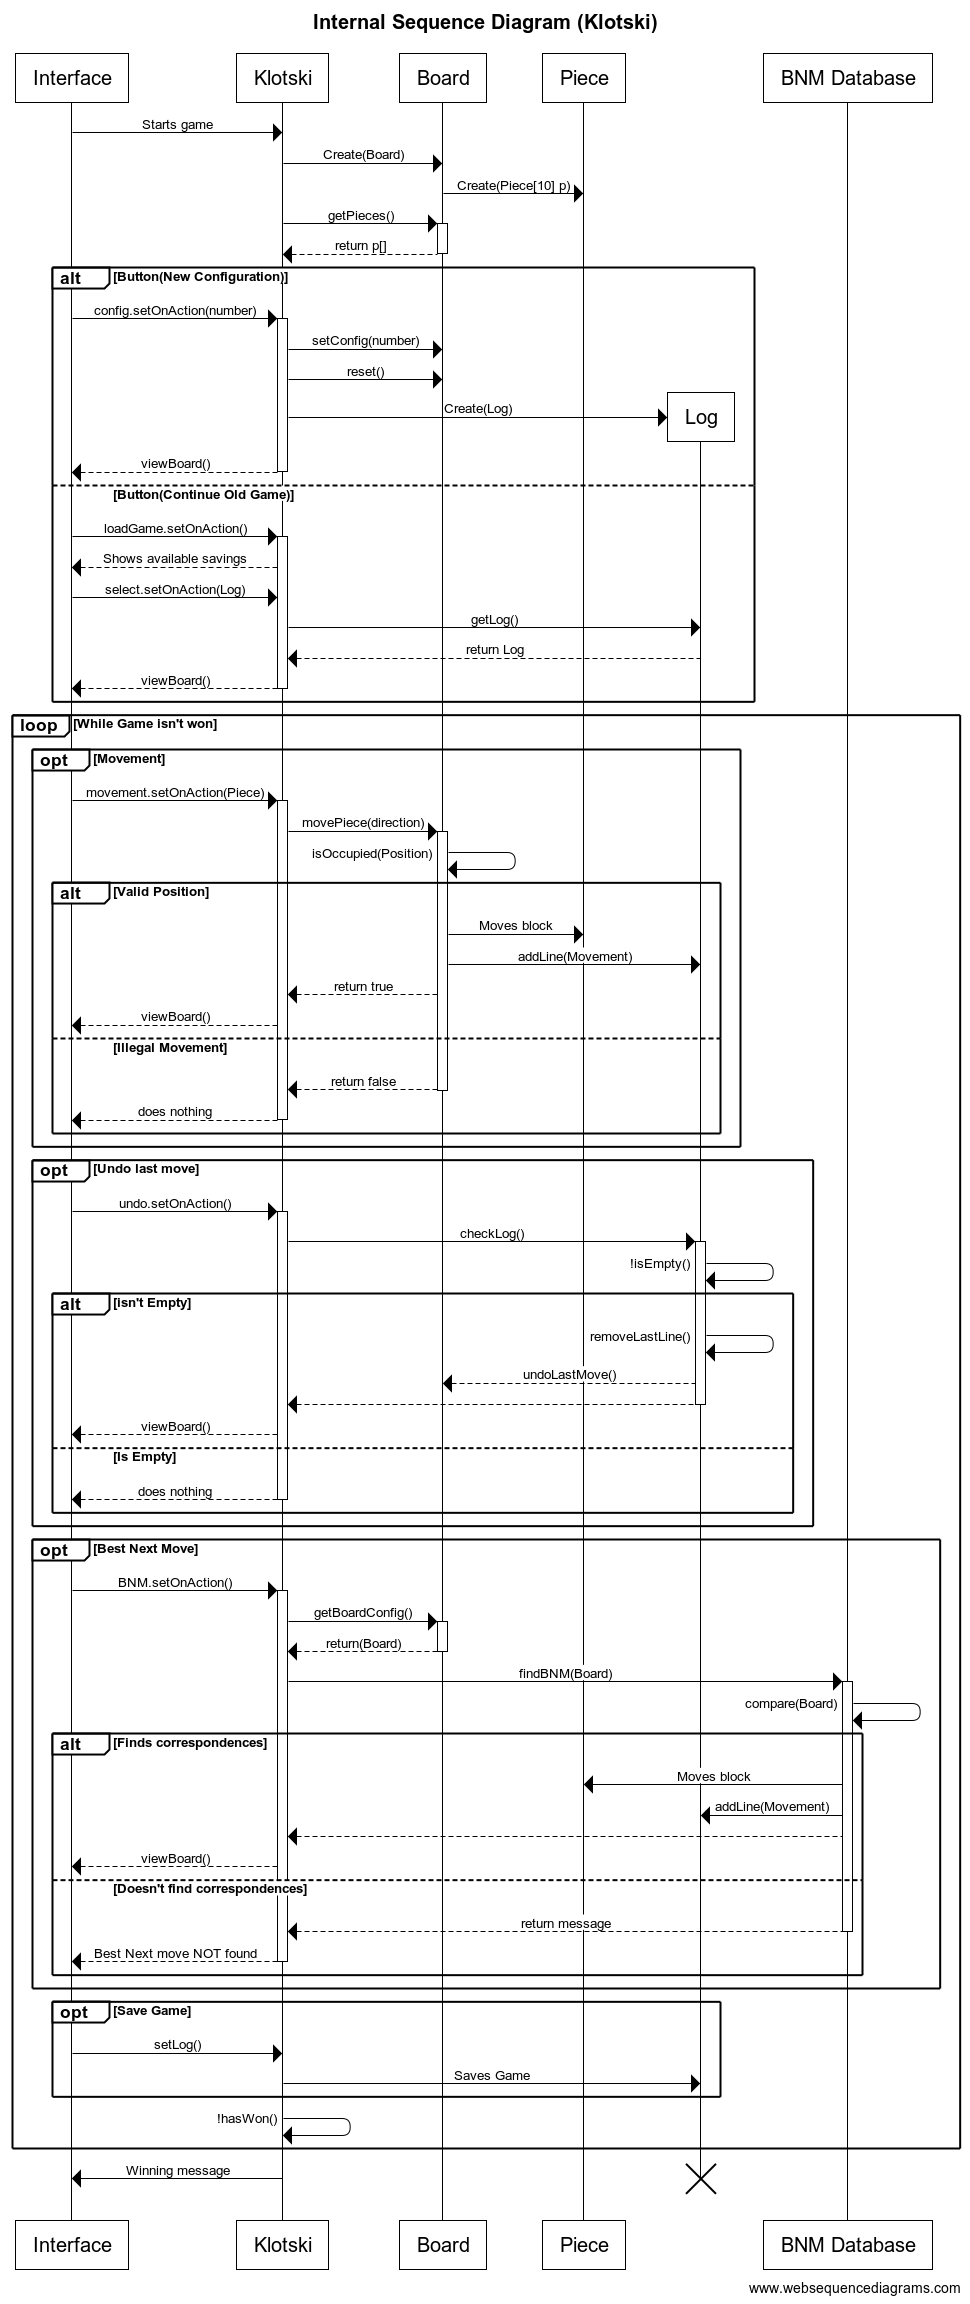 Internal Sequence Diagram (Klotski)
Interface
Klotski
Board
Piece
BNM Database
Starts game
Create(Board)
Create(Piece[10] p)
getPieces()
return p[]
alt
[Button(New Configuration)]
config.setOnAction(number)
setConfig(number)
reset()
Create(Log)
Log
viewBoard()
[Button(Continue Old Game)]
loadGame.setOnAction()
Shows available savings
select.setOnAction(Log)
getLog()
return Log
viewBoard()
loop
[While Game isn't won]
opt
[Movement]
movement.setOnAction(Piece)
movePiece(direction)
isOccupied(Position)
alt
[Valid Position]
Moves block
addLine(Movement)
return true
viewBoard()
[Illegal Movement]
return false
does nothing
opt
[Undo last move]
undo.setOnAction()
checkLog()
!isEmpty()
alt
[isn't Empty]
removeLastLine()
undoLastMove()
viewBoard()
[Is Empty]
does nothing
opt
[Best Next Move]
BNM.setOnAction()
getBoardConfig()
return(Board)
findBNM(Board)
compare(Board)
alt
[Finds correspondences]
Moves block
addLine(Movement)
viewBoard()
[Doesn't find correspondences]
return message
Best Next move NOT found
opt
[Save Game]
setLog()
Saves Game
!hasWon()
Winning message
Interface
Klotski
Board
Piece
BNM Database
www.websequencediagrams.com